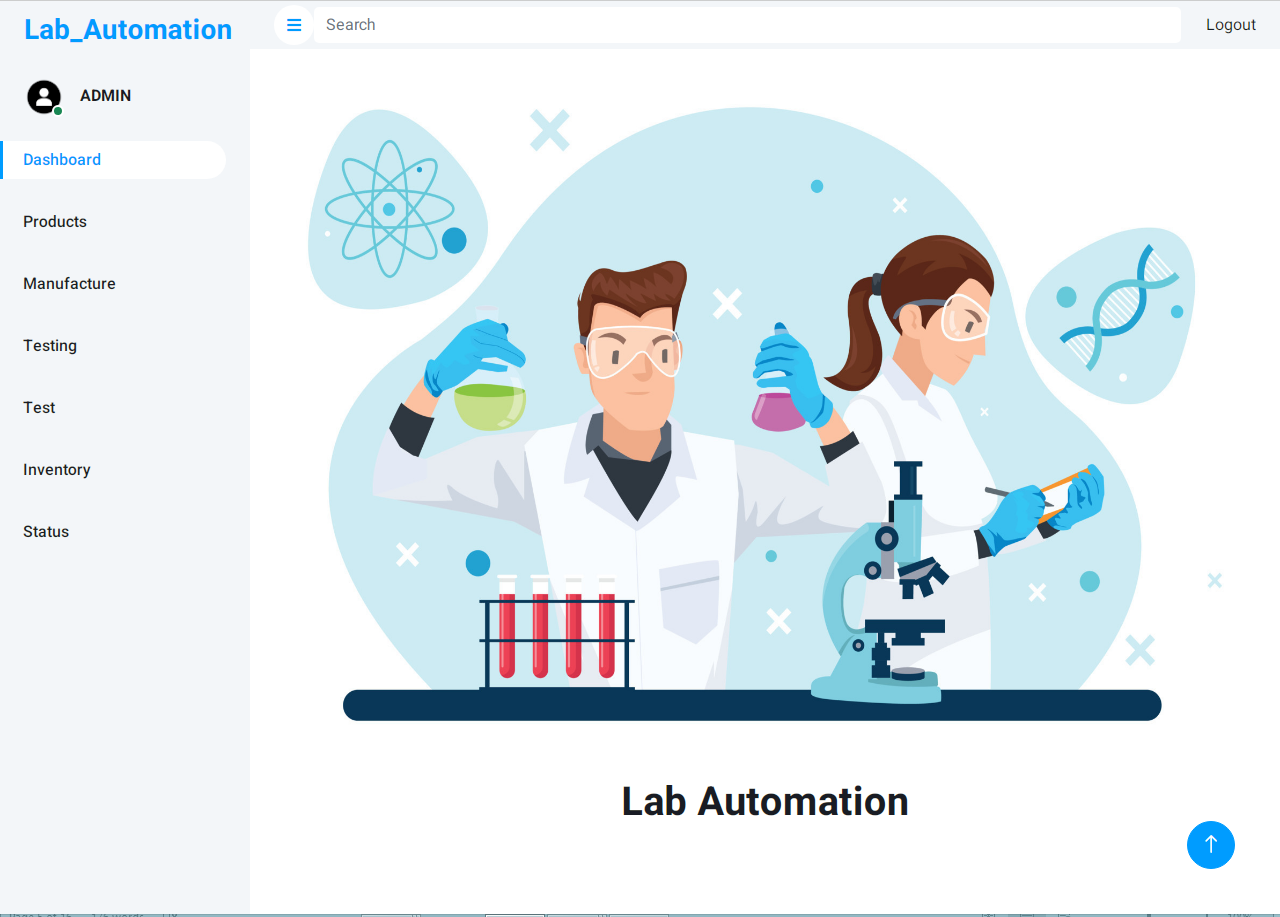 Lab_Automation
Search
Logout
ADMIN
Dashboard
Products
Manufacture
Testing
Test
Inventory
Status
Lab Automation